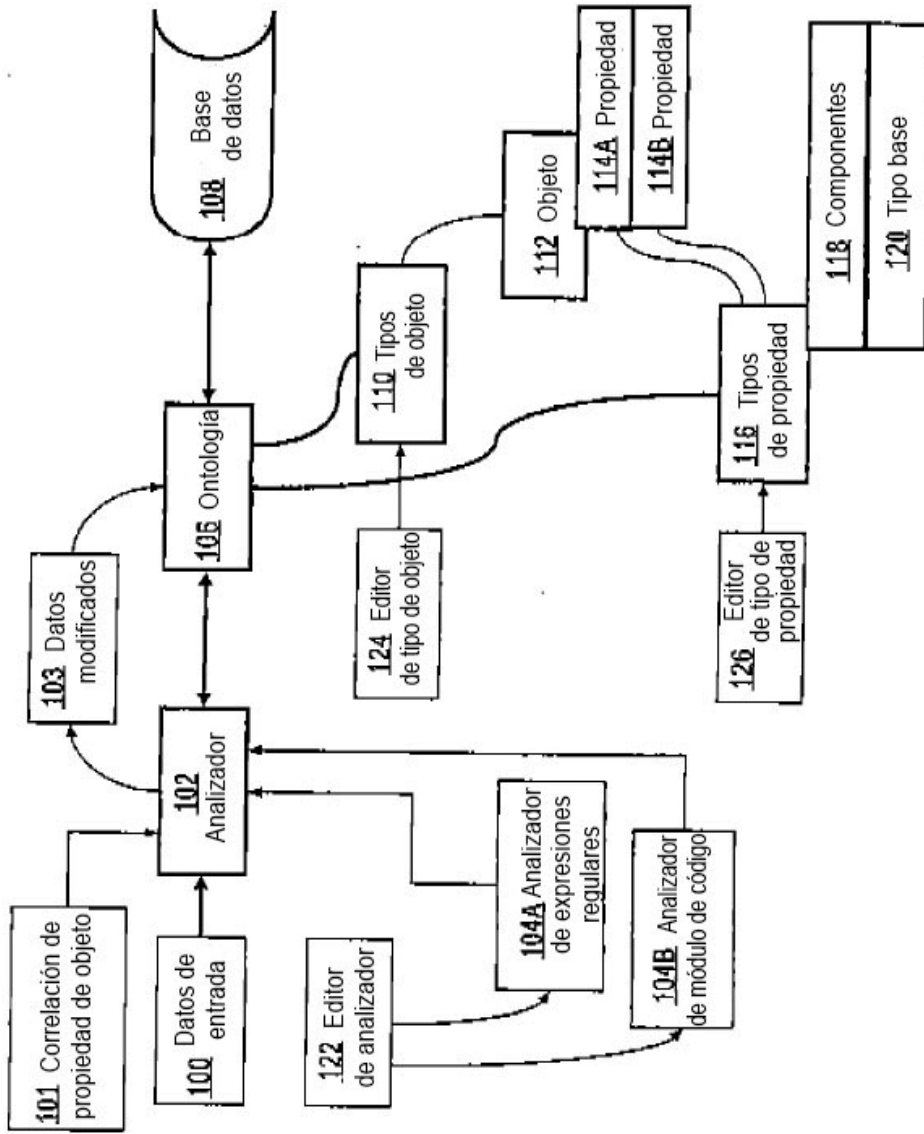 101 Correlación de
propiedad de objeto
100 Datos de
entrada
102
Analizador
103 Datos
modificados
106 Ontología
108 Base
de datos
122 Editor
de analizador
104A Analizador
de expresiones
regulares
104B Analizador
de módulo de código
124 Editor
de tipo de objeto
110 Tipos
de objeto
112 Objeto
114A Propiedad
114B Propiedad
126 Editor
de tipo de
propiedad
116 Tipos
de propiedad
118 Componentes
120 Tipo base